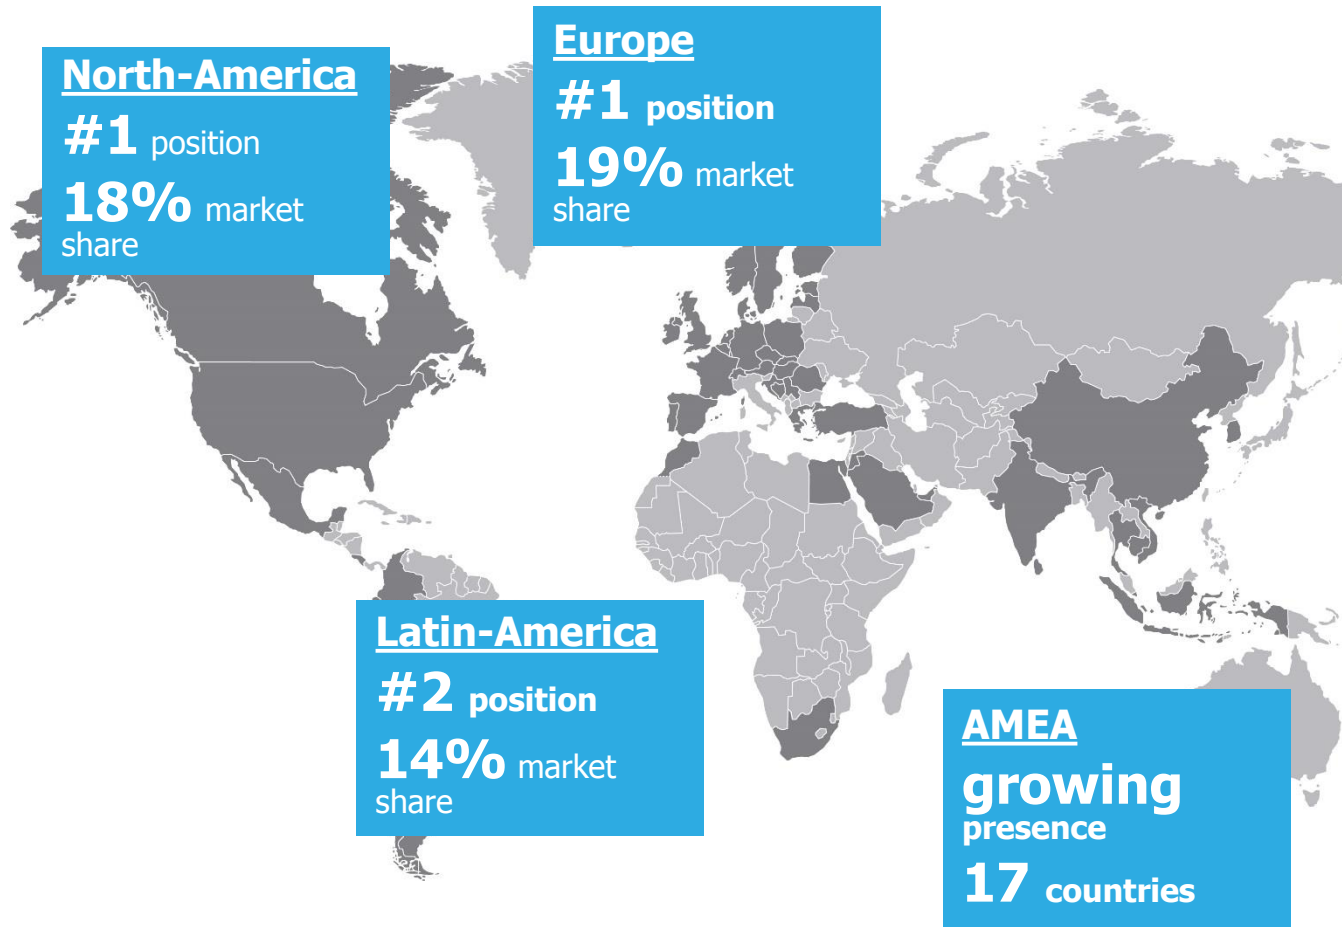 North-America
#1 position
18% market
share
Europe
#1 position
19% market
share
Latin-America
#2 position
14% market
share
AMEA
growing
presence
17 countries